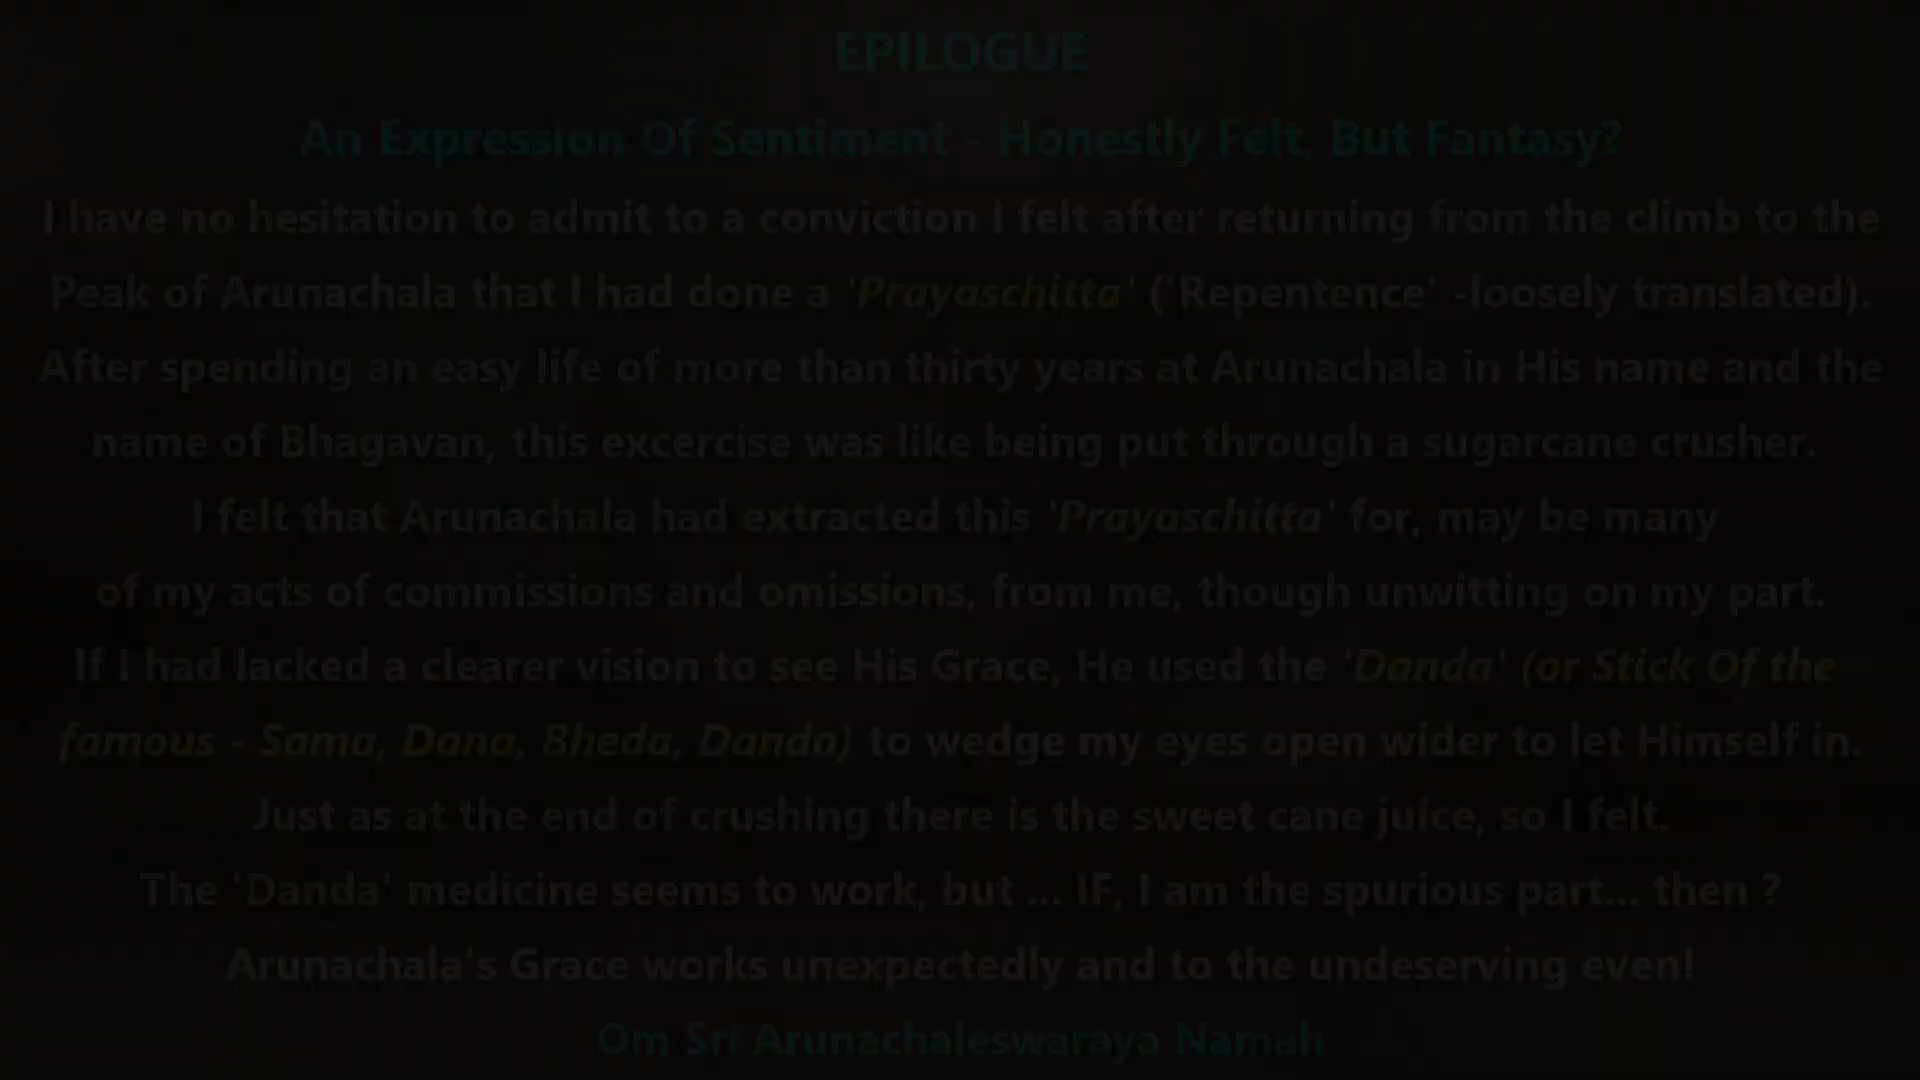 EPILOGUE
An Expression Of Sentiment - Honestly Felt, But Fantasy?
I have no hesitation to admit to a conviction I felt after returning from the climb to the
Peak of Arunachala that I had done a 'Prayaschitta' ('Repentence' -loosely translated).
After spending an easy life of more than thirty years at Arunachala in His name and the
name of Bhagavan, this excercise was like being put through a sugarcane crusher.
I felt that Arunachala had extracted this 'Prayaschitta' for, may be many
of my acts of commissions and omissions, from me, though unwitting on my part.
If I had lacked a clearer vision to see His Grace, He used the 'Danda' (or Stick Of the
famous - Sama, Dana, Bheda, Danda) to wedge my eyes open wider to let Himself in.
Just as at the end of crushing there is the sweet cane juice, so I felt.
The 'Danda' medicine seems to work, but ... IF, I am the spurious part... then ?
Arunachala's Grace works unexpectedly and to the undeserving even!
Om Sri Arunachaleswaraya Namah